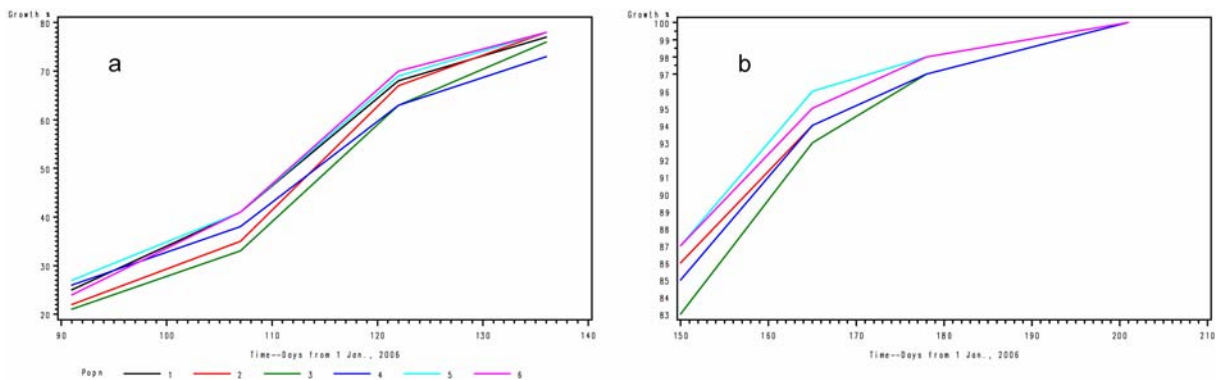 Growth %
80
70
60
50
40
30
20
a
90 100 110 120 130 140
Time--Days from 1 Jan., 2006
Popn 1 2 3 4 5 6
Growth %
100
99
98
97
96
95
94
93
92
91
90
89
88
87
86
85
84
83
b
150 160 170 180 190 200 210
Time--Days from 1 Jan., 2006